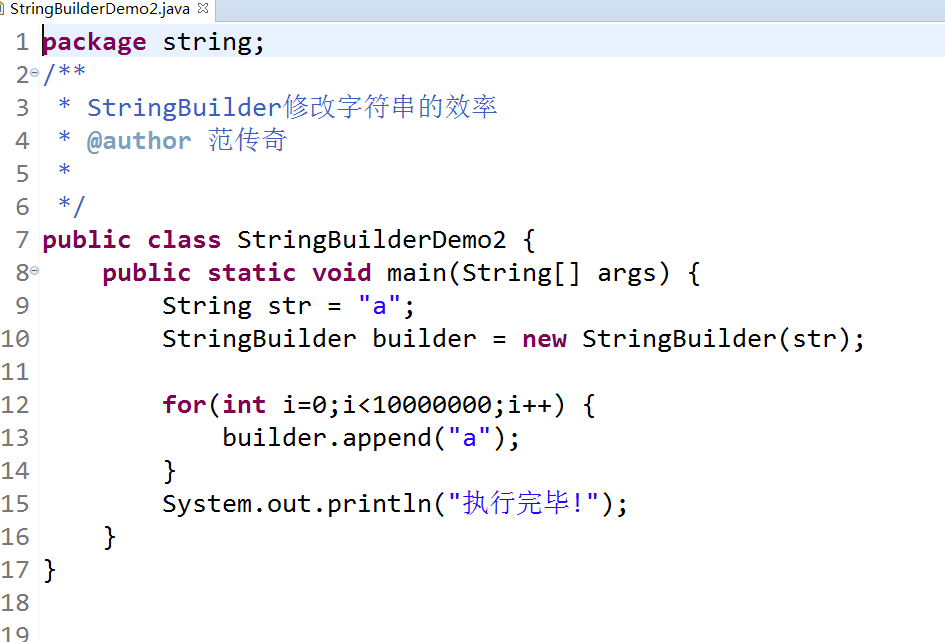 StringBuilderDemo2.java
1 package string;
2 /**
3  * StringBuilder修改字符串的效率
4  * @author 范传奇
5  *
6  */
7 public class StringBuilderDemo2 {
8     public static void main(String[] args) {
9         String str = "a";
10         StringBuilder builder = new StringBuilder(str);
11
12         for(int i=0;i<10000000;i++) {
13             builder.append("a");
14         }
15         System.out.println("执行完毕!");
16     }
17 }
18
19